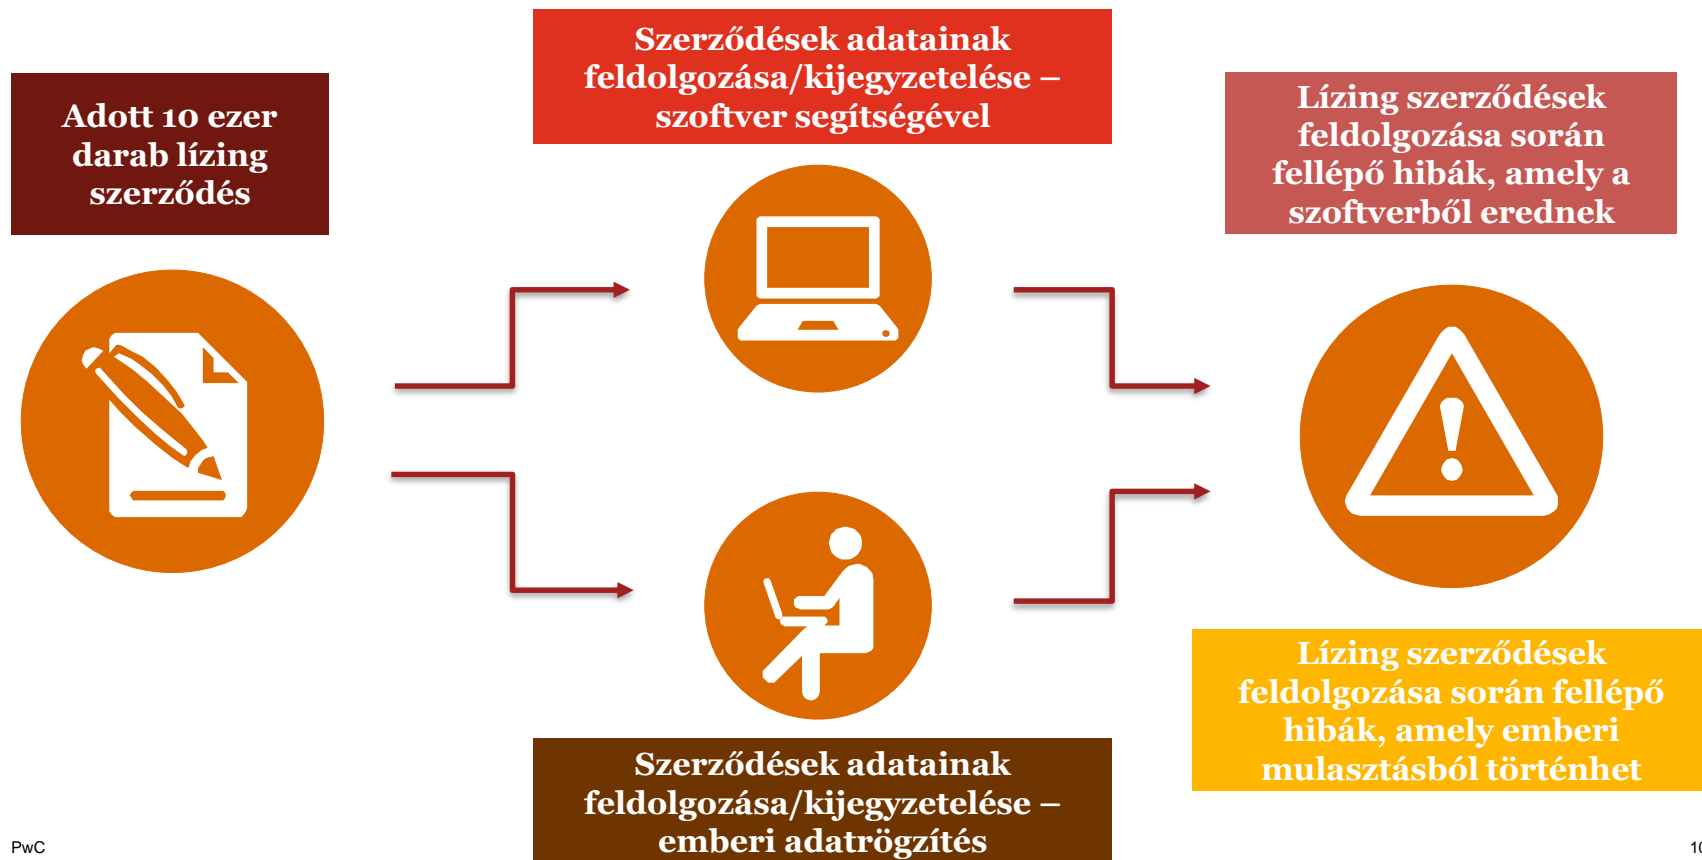 Adott 10 ezer
darab lízing
szerződés
Szerződések adatainak
feldolgozása/kijegyzetelése –
szoftver segítségével
Szerződések adatainak
feldolgozása/kijegyzetelése –
emberi adatrögzítés
Lízing szerződések
feldolgozása során
fellépő hibák, amely a
szoftverből erednek
Lízing szerződések
feldolgozása során fellépő
hibák, amely emberi
mulasztásból történhet
PwC
10